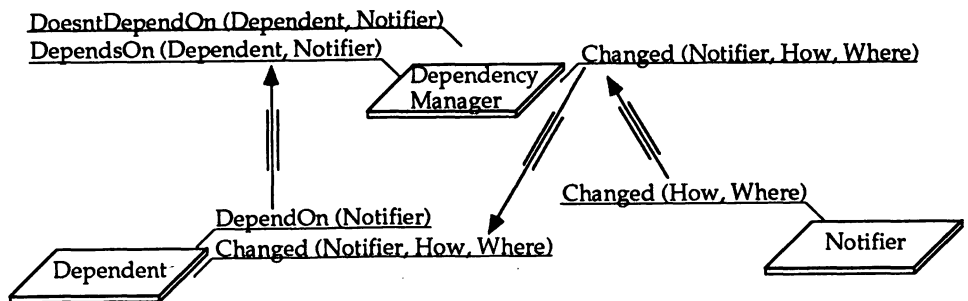 DoesntDependOn (Dependent, Notifier)
DependsOn (Dependent, Notifier)
Changed (Notifier, How, Where)
Dependency
Manager
Changed (How, Where)
DependOn (Notifier)
Changed (Notifier, How, Where)
Notifier
Dependent